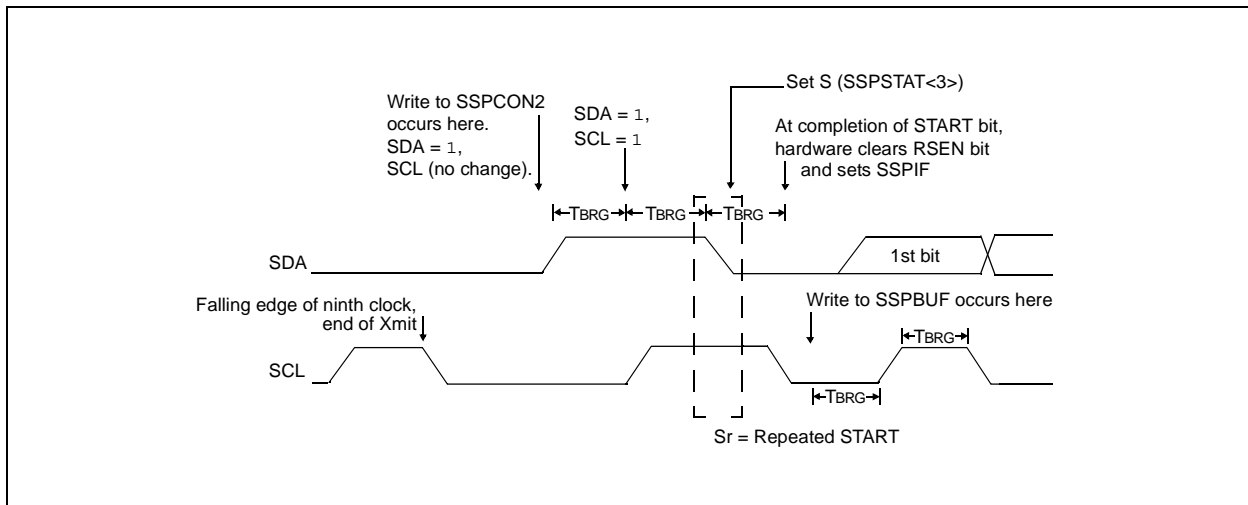 Set S (SSPSTAT<3>)
Write to SSPCON2
occurs here.
SDA = 1,
SCL (no change).
SDA = 1,
SCL = 1
At completion of START bit,
hardware clears RSEN bit
and sets SSPIF
TBRG TBRG TBRG
SDA
1st bit
Falling edge of ninth clock,
end of Xmit
Write to SSPBUF occurs here
TBRG
SCL
TBRG
Sr = Repeated START